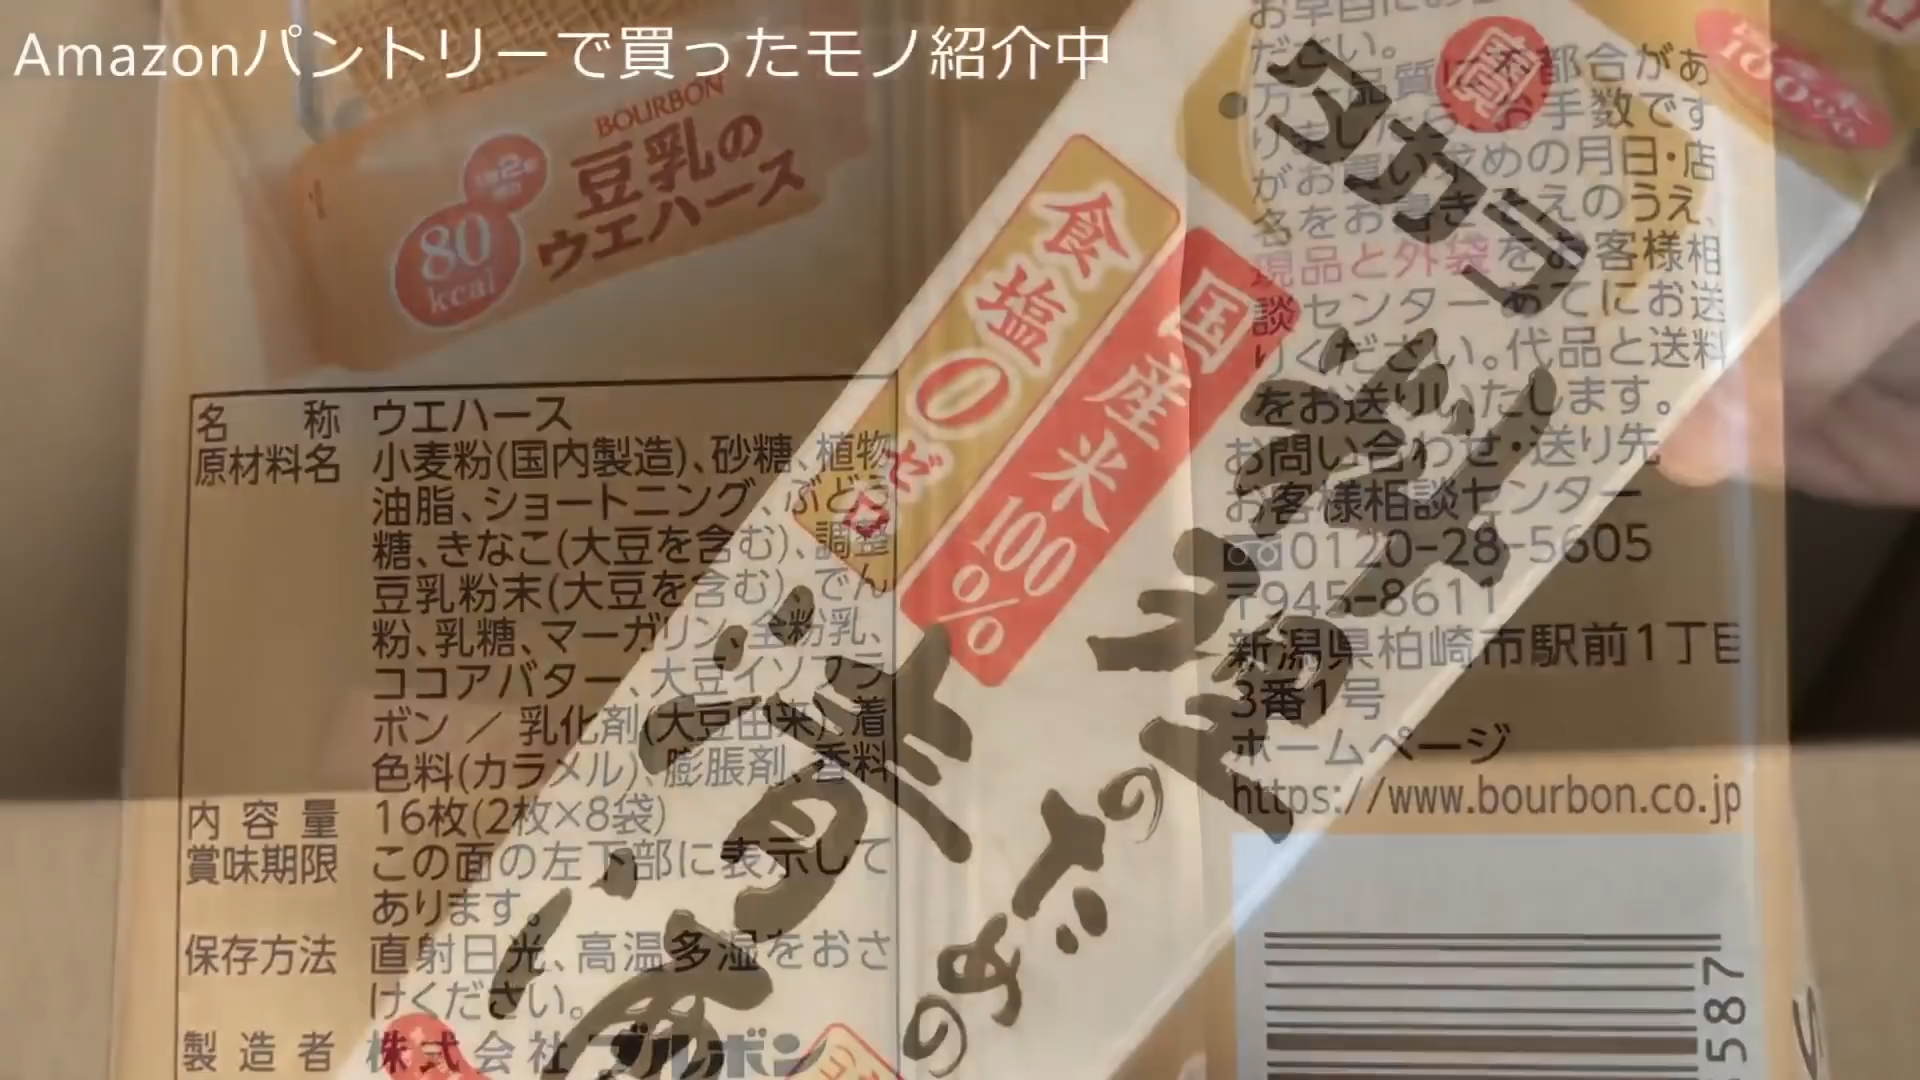 Amazonパントリーで買ったモノ紹介中
BOURBON
豆乳の
ウエハース
80
kcal
名称 ウエハース
原材料名 小麦粉(国内製造)、砂糖、植物
油脂、ショートニング、ぶどう
糖、きなこ(大豆を含む)、調整
豆乳粉末(大豆を含む)、でん
粉、乳糖、マーガリン、全粉乳、
ココアバター、大豆イソフラ
ボン / 乳化剤(大豆由来)、着
色料(カラメル)、膨脹剤、香料
内容量 16枚(2枚×8袋)
賞味期限 この面の左下部に表示して
あります。
保存方法 直射日光、高温多湿をおさ
けください。
製造者 株式会社ブルボン
タカラ
料理
のための
清酒
食塩0ゼロ
国産米100%
万一品質に不都合があ
りましたら、お手数です
がお買い求めの月日・店
名をお書きそえのうえ、
現品と外袋をお客様相
談センターあてにお送
りください。代品と送料
をお送りいたします。
お問い合わせ・送り先
お客様相談センター
0120-28-5605
〒945-8611
新潟県柏崎市駅前1丁目
3番1号
ホームページ
https://www.bourbon.co.jp
587